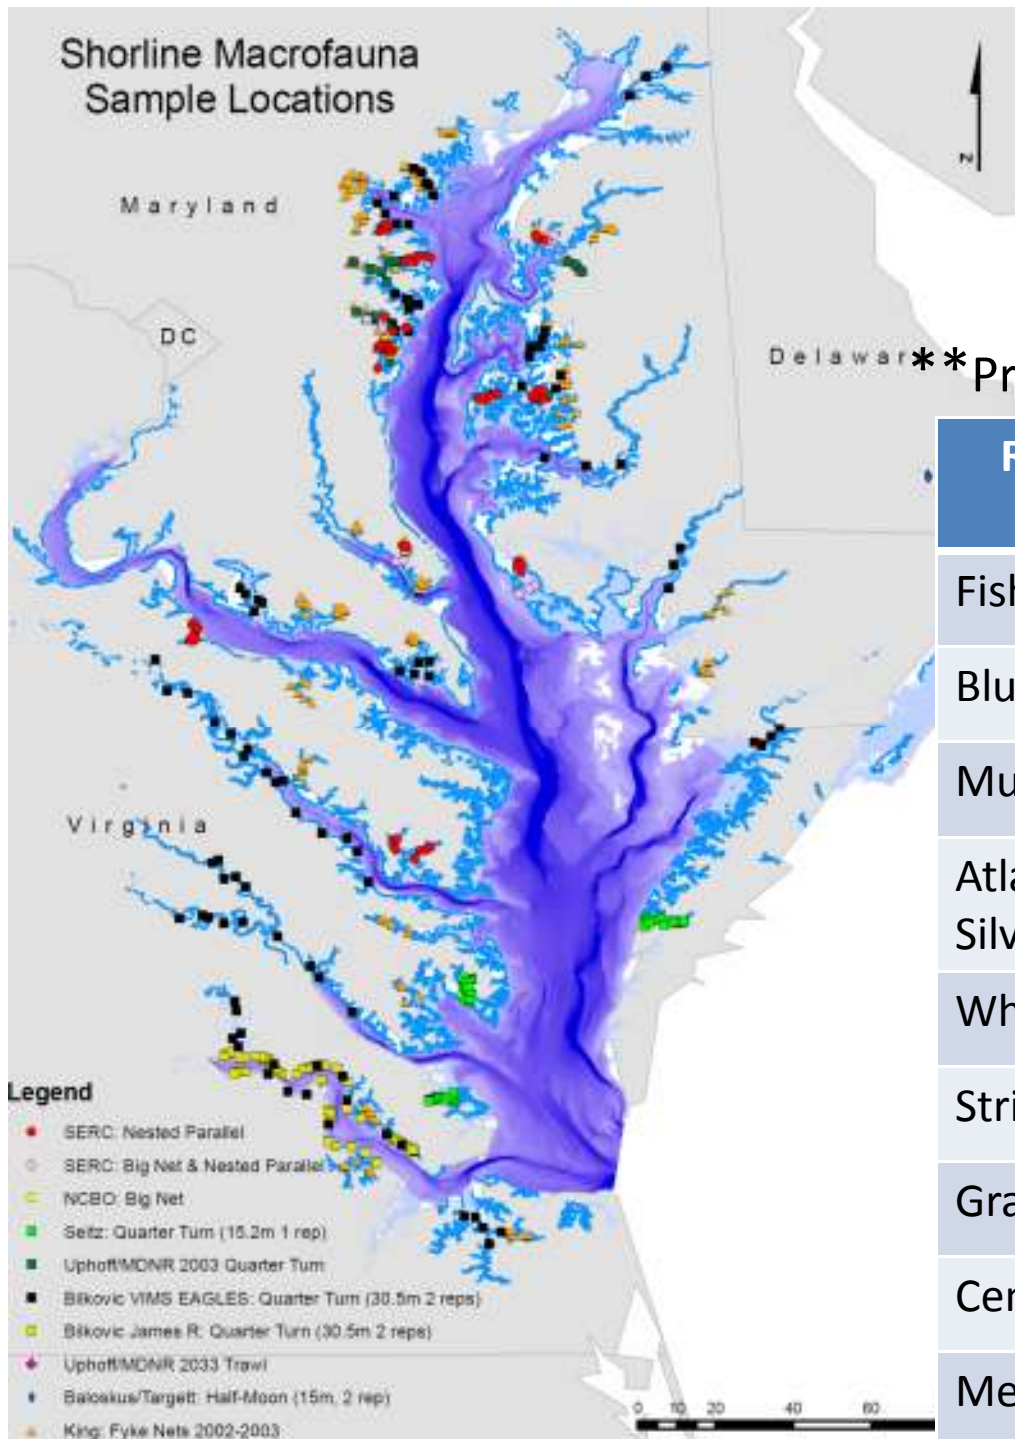 Shorline Macrofauna
Sample Locations
N
Maryland
DC
Delawar
**Pr
F
Fish
Blu
Mu
Atla
Silv
Wh
Stri
Gra
Cer
Me
Virginia
Legend
SERC: Nested Parallel
SERC: Big Net & Nested Parallel
NCBO: Big Net
Seitz: Quarter Turn (15.2m 1 rep)
Uphoff/MDNR 2003 Quarter Turn
Bilkovic VIMS EAGLES: Quarter Turn (30.5m 2 reps)
Bilkovic James R: Quarter Turn (30.5m 2 reps)
Uphoff/MDNR 2033 Trawl
Baloskus/Targett: Half-Moon (15m, 2 rep)
King: Fyke Nets 2002-2003
0 10 20 40 60